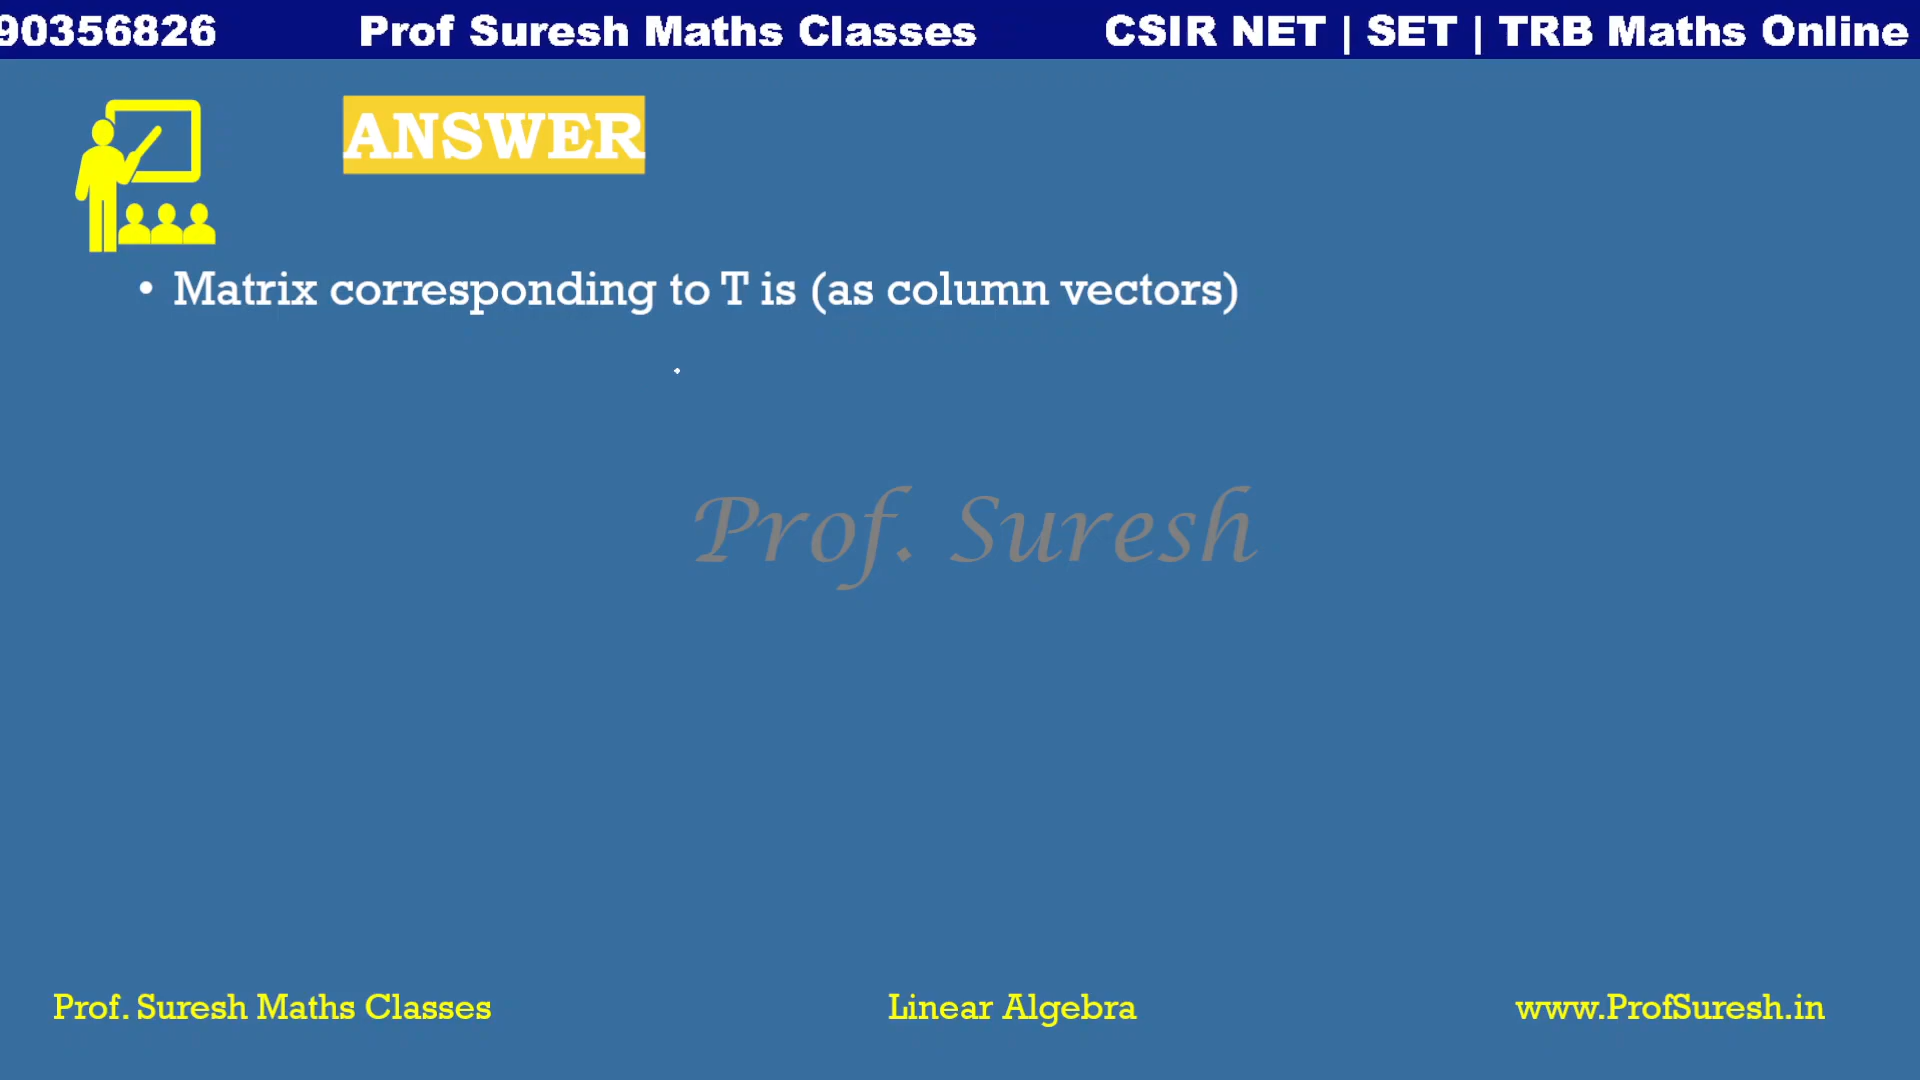 90356826 Prof Suresh Maths Classes CSIR NET | SET | TRB Maths Online
ANSWER
• Matrix corresponding to T is (as column vectors)
Prof. Suresh
Prof. Suresh Maths Classes Linear Algebra www.ProfSuresh.in